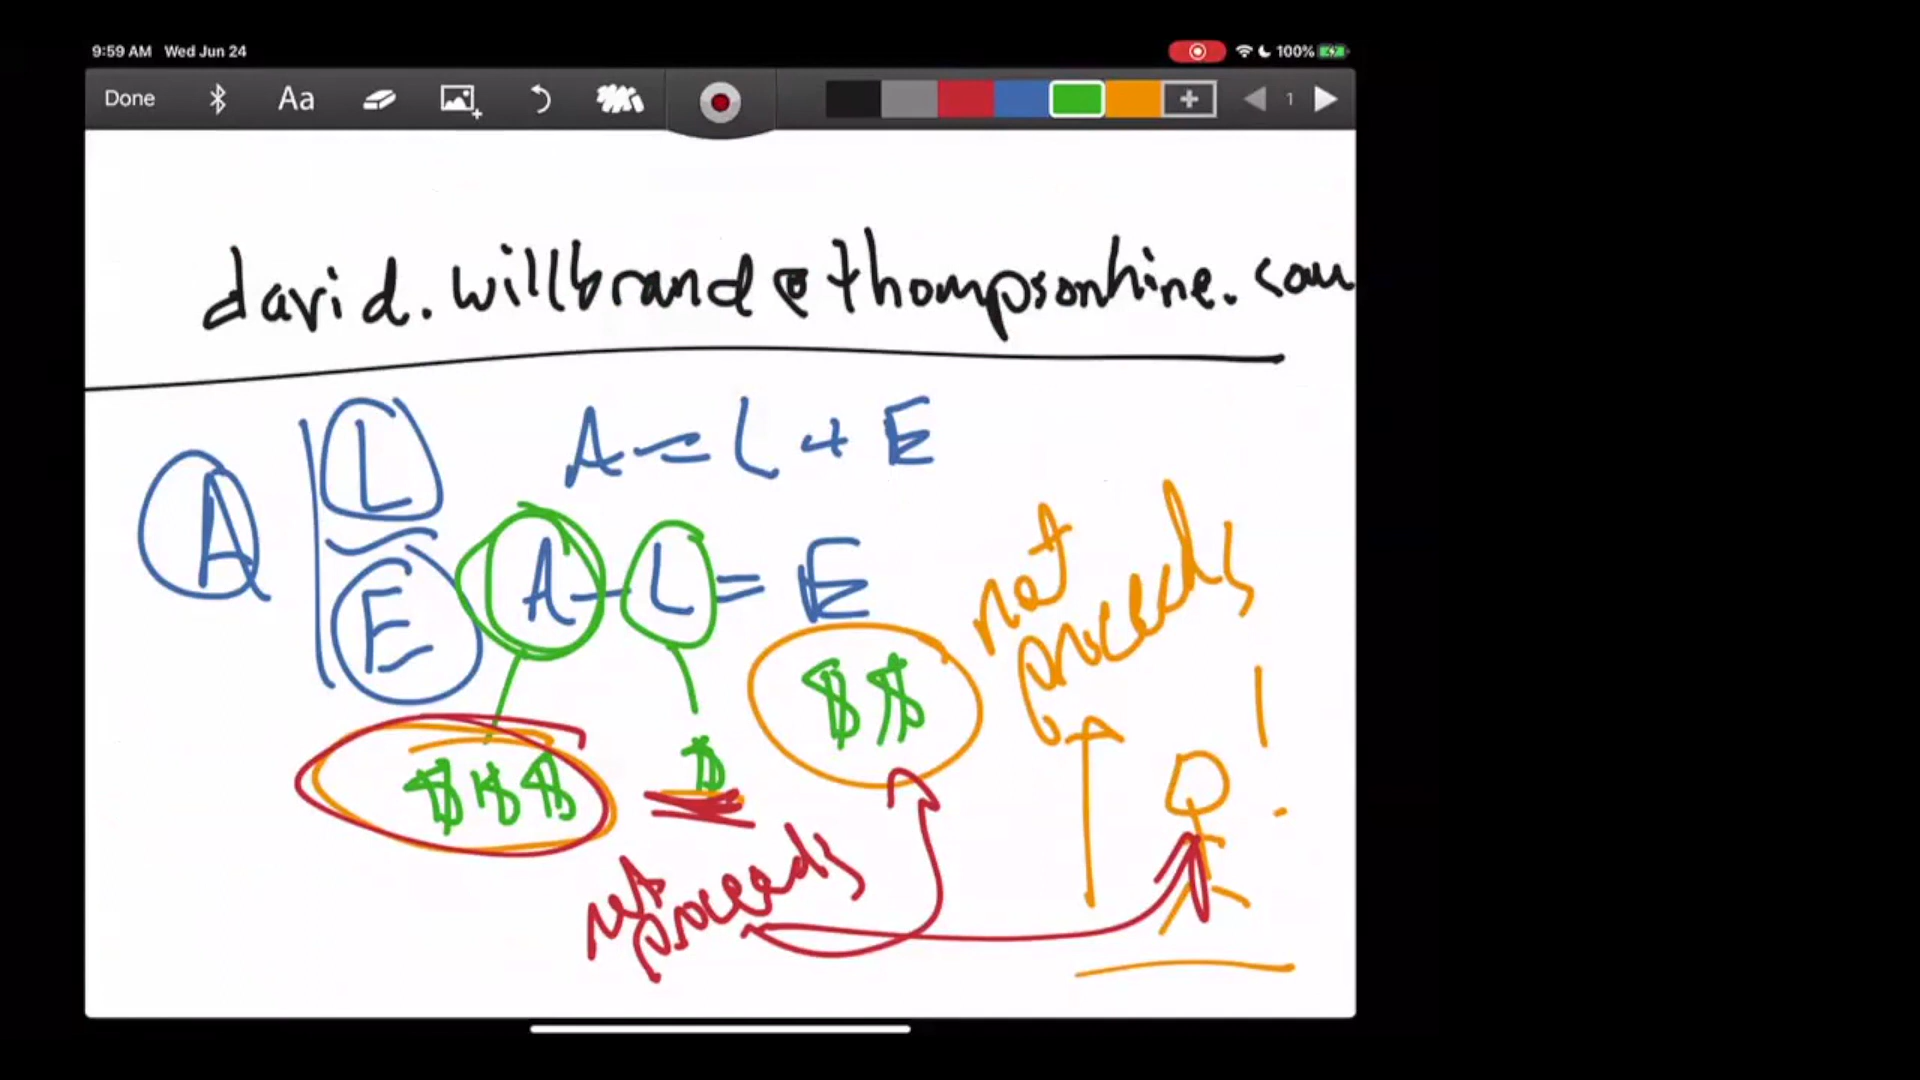 9:59 AM Wed Jun 24
100%
Done
Aa
1
david.willbrand@thompsonhine.com
A
L
E
A = L + E
A - L = E
$$$
$
$$
net proceeds
net proceeds
!